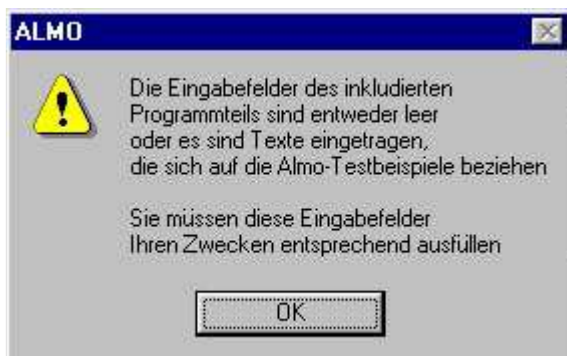 ALMO
Die Eingabefelder des inkludierten
Programmteils sind entweder leer
oder es sind Texte eingetragen,
die sich auf die Almo-Testbeispiele beziehen
Sie müssen diese Eingabefelder
Ihren Zwecken entsprechend ausfüllen
OK